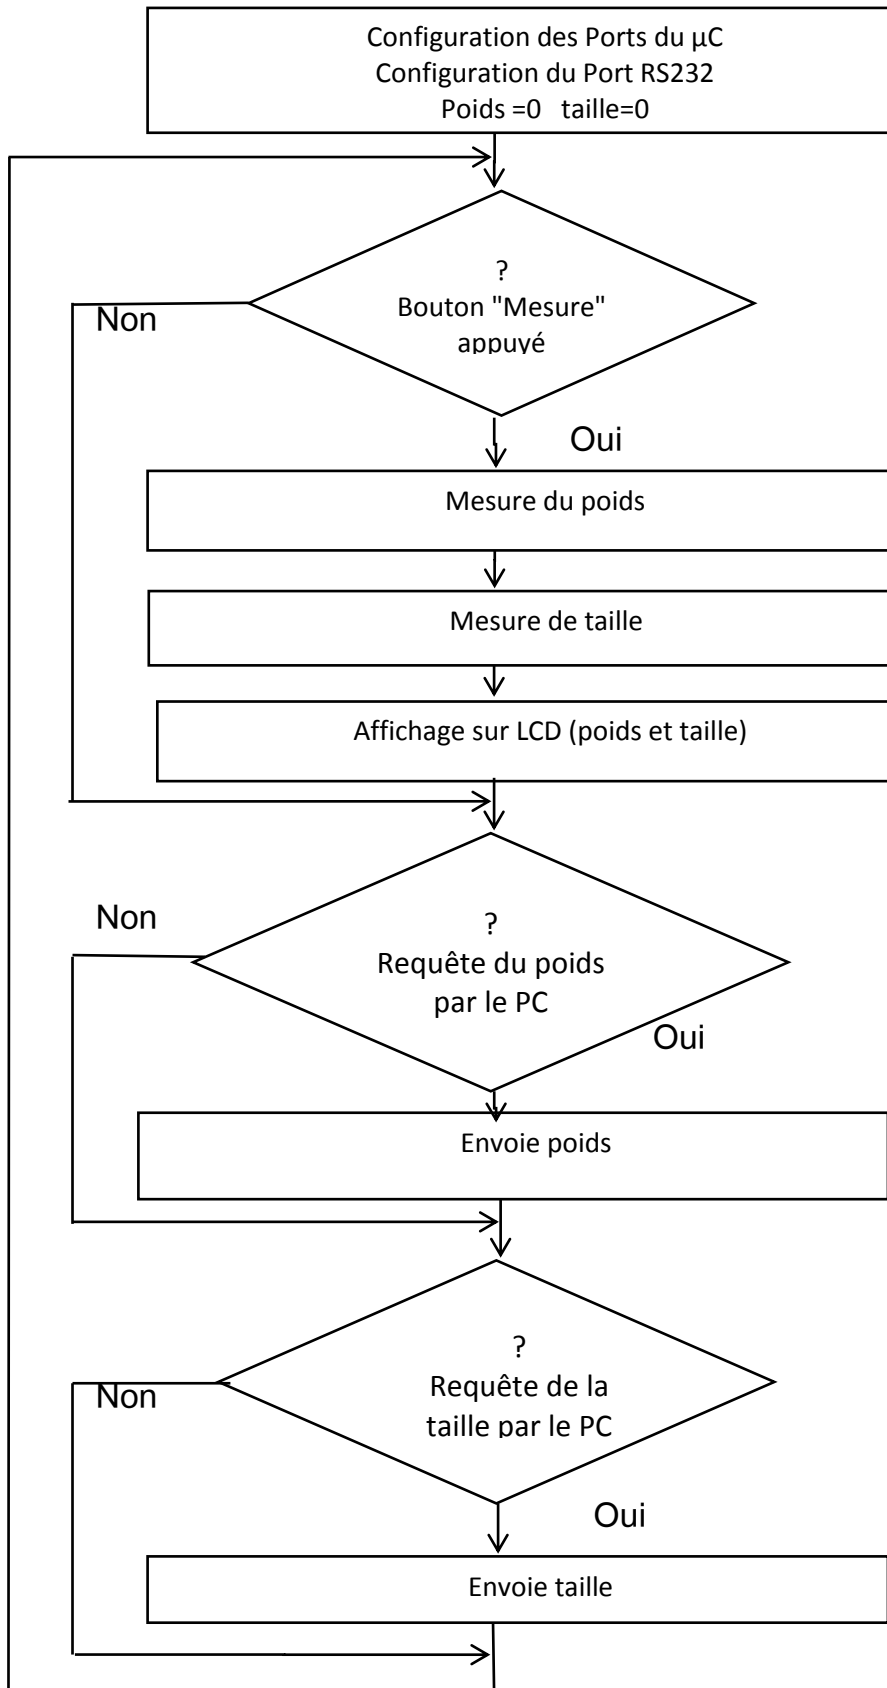 Configuration des Ports du µC
Configuration du Port RS232
Poids =0 taille=0
?
Bouton "Mesure"
appuyé
Non
Oui
Mesure du poids
Mesure de taille
Affichage sur LCD (poids et taille)
Non
?
Requête du poids
par le PC
Oui
Envoie poids
?
Requête de la
taille par le PC
Non
Oui
Envoie taille